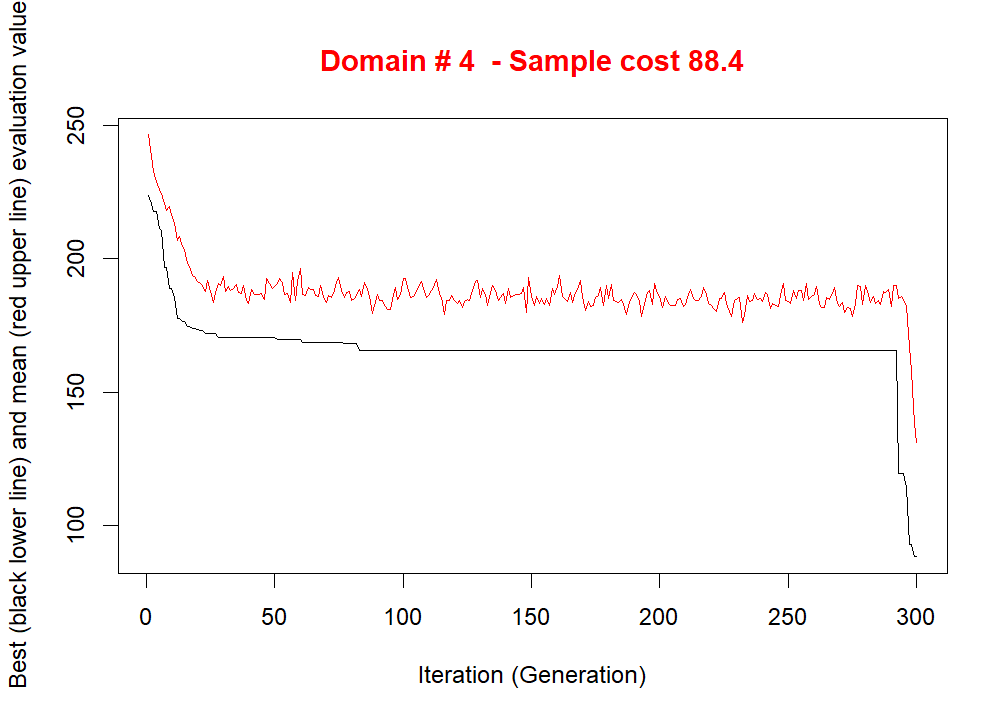 Domain # 4  - Sample cost 88.4
Best (black lower line) and mean (red upper line) evaluation value
250
200
150
100
0 50 100 150 200 250 300
Iteration (Generation)